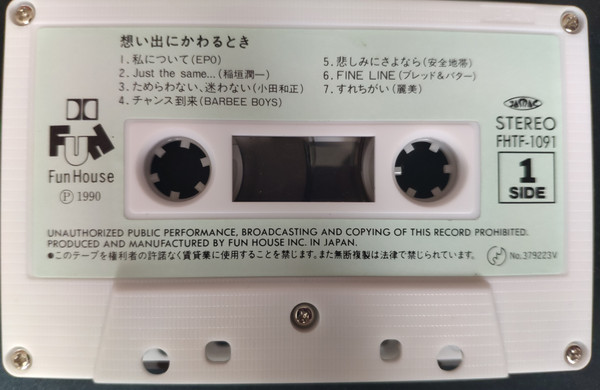 想い出にかわるとき
1. 私について(EPO)
2. Just the same...(稲垣潤一)
3. ためらわない、迷わない(小田和正)
4. チャンス到来(BARBEE BOYS)
5. 悲しみにさよなら(安全地帯)
6. FINE LINE(ブレッド&バター)
7. すれちがい(麗美)
FUN
Fun House
Ⓟ 1990
JASRAC
STEREO
FHTF-1091
1
SIDE
UNAUTHORIZED PUBLIC PERFORMANCE, BROADCASTING AND COPYING OF THIS RECORD PROHIBITED.
PRODUCED AND MANUFACTURED BY FUN HOUSE INC. IN JAPAN.
●このテープを権利者の許諾なく賃貸業に使用することを禁じます。また無断複製は法律で禁じられています。
No.379223V